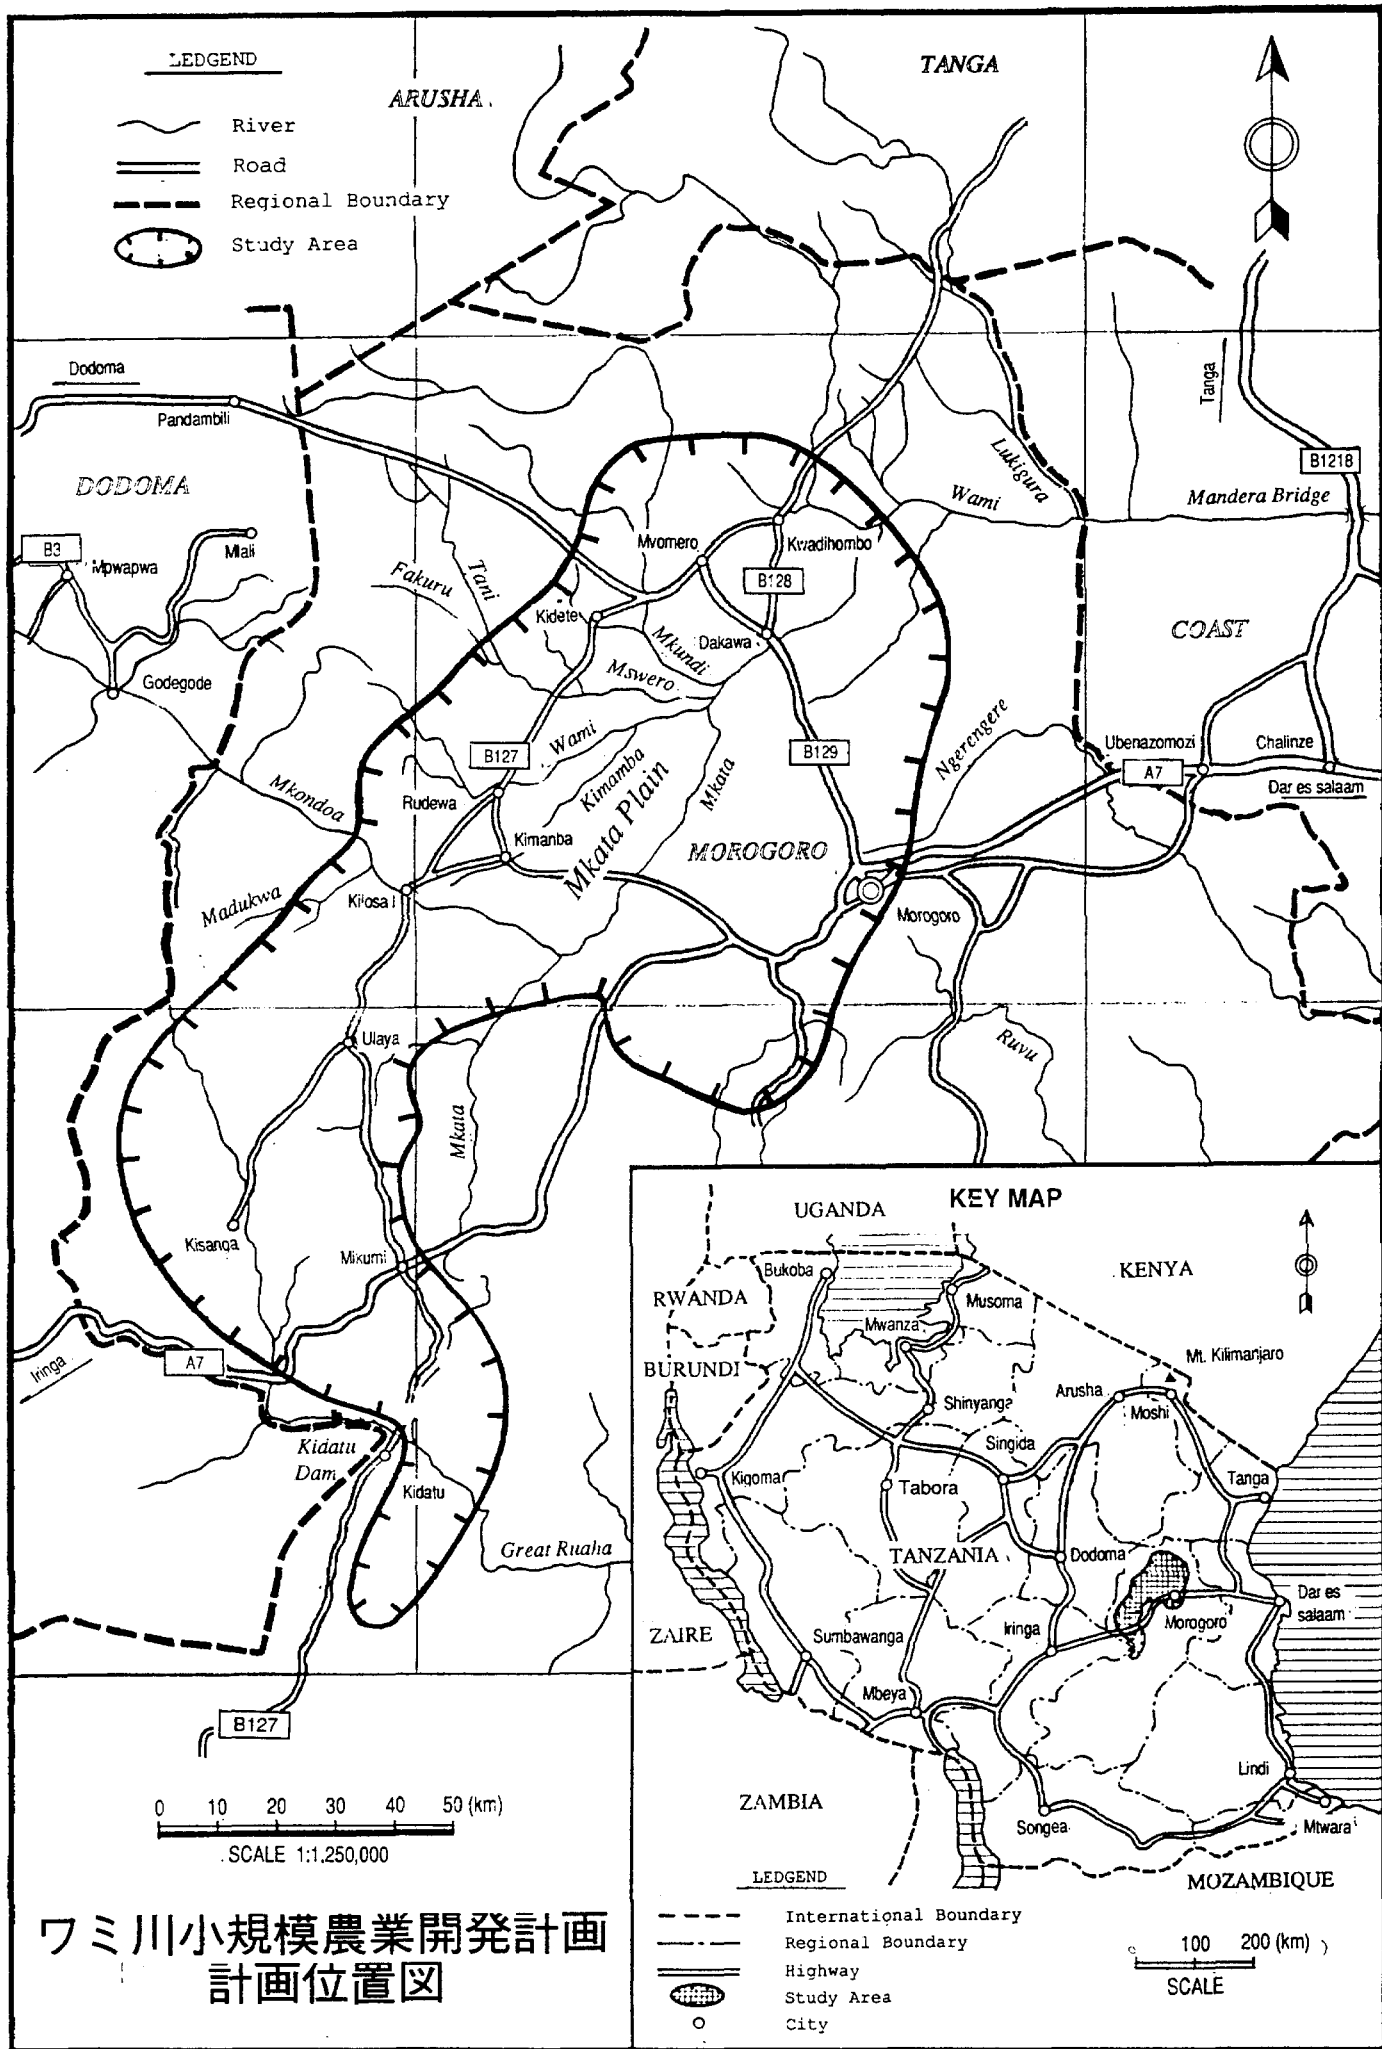 LEDGEND
River
Road
Regional Boundary
Study Area
ARUSHA
TANGA
Dodoma
Pandambili
DODOMA
B3
Mpwapwa
Mlali
Godegode
Fakuru
Tani
Kidete
Mvomero
Kwadihombo
B128
Dakawa
Mkundi
Mswero
Wami
Lukigura
Wami
Mandera Bridge
B1218
Tanga
COAST
B127
Kimamba
Mkata Plain
Mkata
B129
Ngerengere
Ubenazomozi
Chalinze
A7
Dar es salaam
Mkondoa
Rudewa
Kimanba
MOROGORO
Madukwa
Kilosa
Morogoro
Ulaya
Mkata
Ruvu
Kisanga
Mikumi
Iringa
A7
Kidatu
Dam
Kidatu
Great Ruaha
B127
0 10 20 30 40 50 (km)
SCALE 1:1,250,000
ワミ川小規模農業開発計画
計画位置図
KEY MAP
UGANDA
KENYA
RWANDA
BURUNDI
Bukoba
Musoma
Mwanza
Mt. Kilimanjaro
Arusha
Moshi
Shinyanga
Singida
Kigoma
Tabora
Tanga
TANZANIA
Dodoma
Dar es
salaam
Morogoro
Iringa
ZAIRE
Sumbawanga
Mbeya
Lindi
ZAMBIA
Songea
Mtwara
MOZAMBIQUE
LEDGEND
International Boundary
Regional Boundary
Highway
Study Area
City
0 100 200 (km)
SCALE